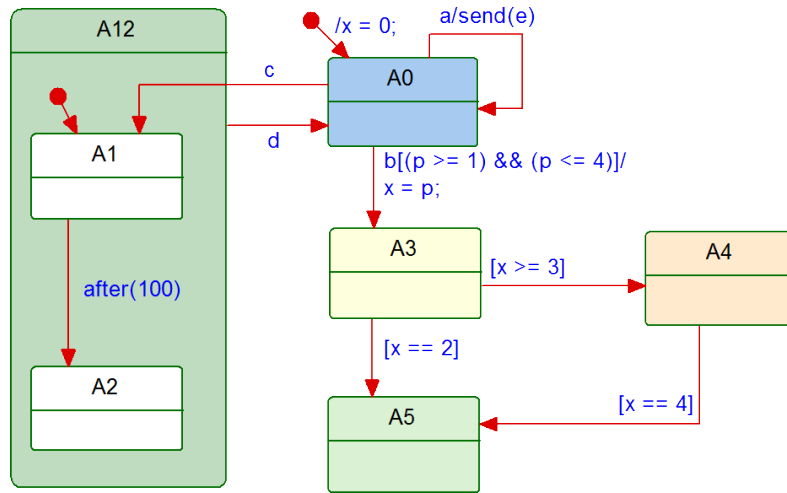 A12
/x = 0;
a/send(e)
A0
c
d
A1
b[(p >= 1) && (p <= 4)]/
x = p;
A3
[x >= 3]
A4
after(100)
[x == 2]
A2
A5
[x == 4]